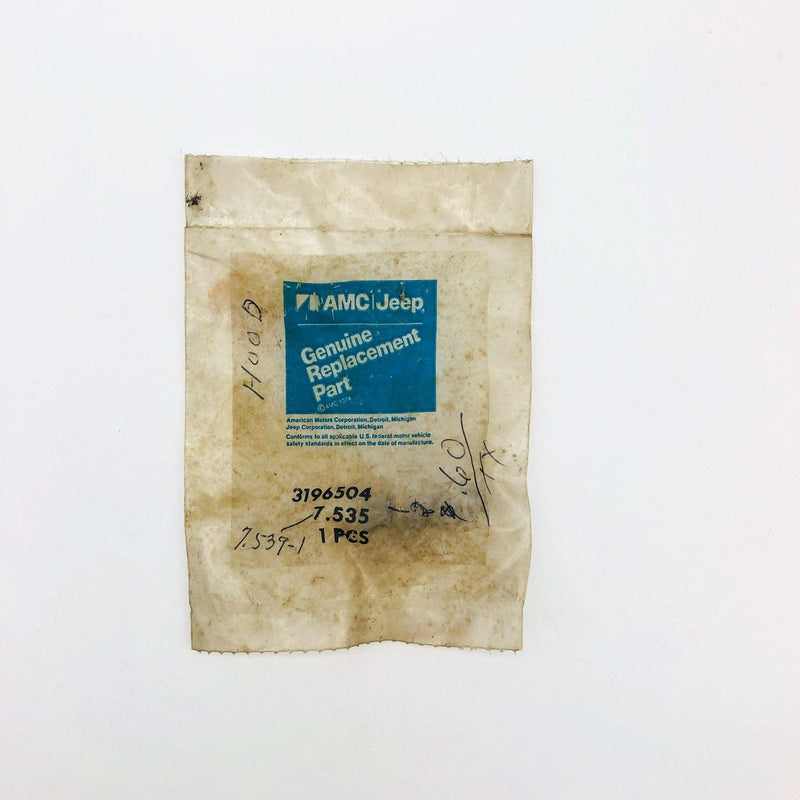 AMC|Jeep
Genuine
Replacement
Part
©AMC 1974
American Motors Corporation, Detroit, Michigan
Jeep Corporation, Detroit, Michigan
Conforms to all applicable U.S. federal motor vehicle
safety standards in effect on the date of manufacture.
HOOD
3196504
7.535
1 PCS
7.539-1
.60